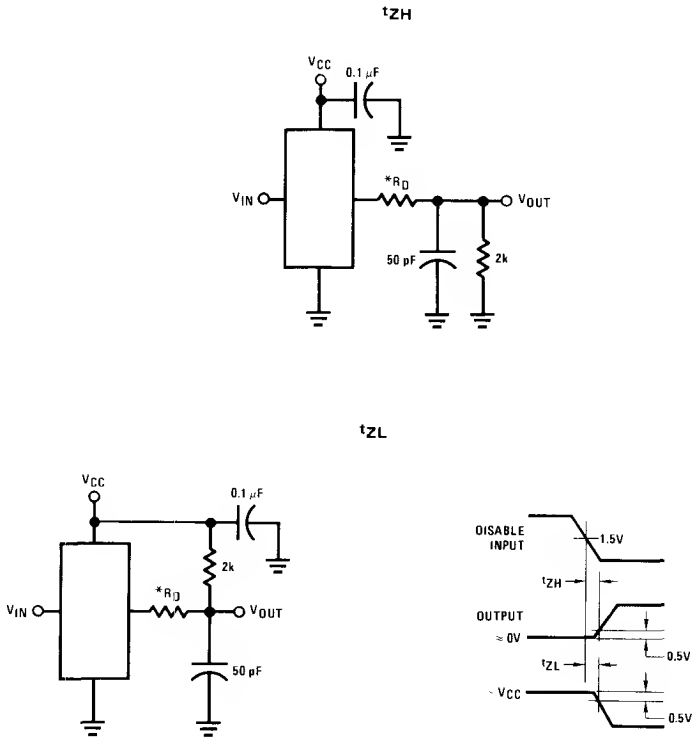 tZH
VCC
0.1 μF
VIN
*RD
VOUT
50 pF
2k
tZL
VCC
0.1 μF
2k
VIN
*RD
VOUT
50 pF
DISABLE
INPUT
1.5V
tZH
OUTPUT
≈ 0V
0.5V
tZL
~VCC
0.5V